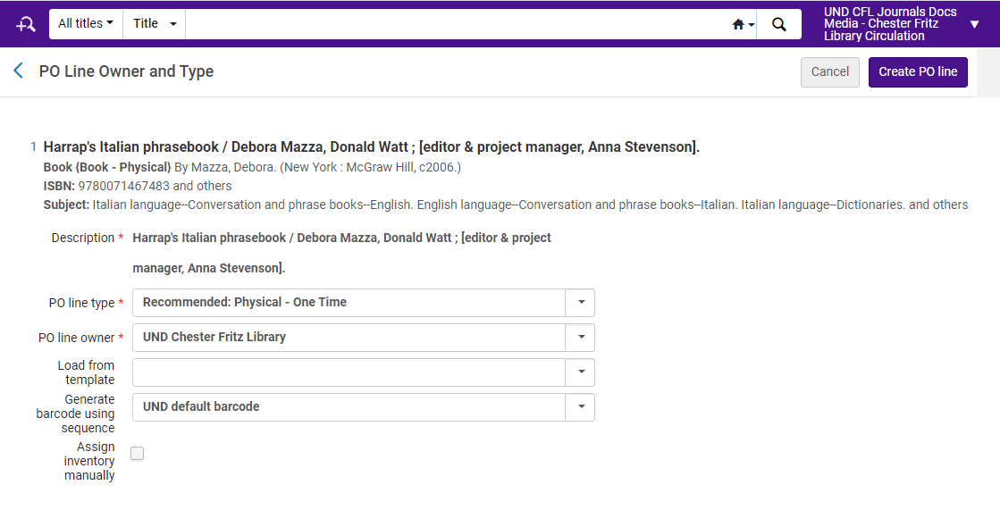 All titles
Title
UND CFL Journals Docs
Media - Chester Fritz
Library Circulation
PO Line Owner and Type
Cancel
Create PO line
1 Harrap's Italian phrasebook / Debora Mazza, Donald Watt ; [editor & project manager, Anna Stevenson].
Book {Book - Physical} By Mazza, Debora. (New York : McGraw Hill, c2006.)
ISBN: 9780071467483 and others
Subject: Italian language--Conversation and phrase books--English. English language--Conversation and phrase books--Italian. Italian language--Dictionaries. and others
Description * Harrap's Italian phrasebook / Debora Mazza, Donald Watt ; [editor & project
manager, Anna Stevenson].
PO line type * Recommended: Physical - One Time
PO line owner * UND Chester Fritz Library
Load from
template
Generate
barcode using
sequence
UND default barcode
Assign
inventory
manually